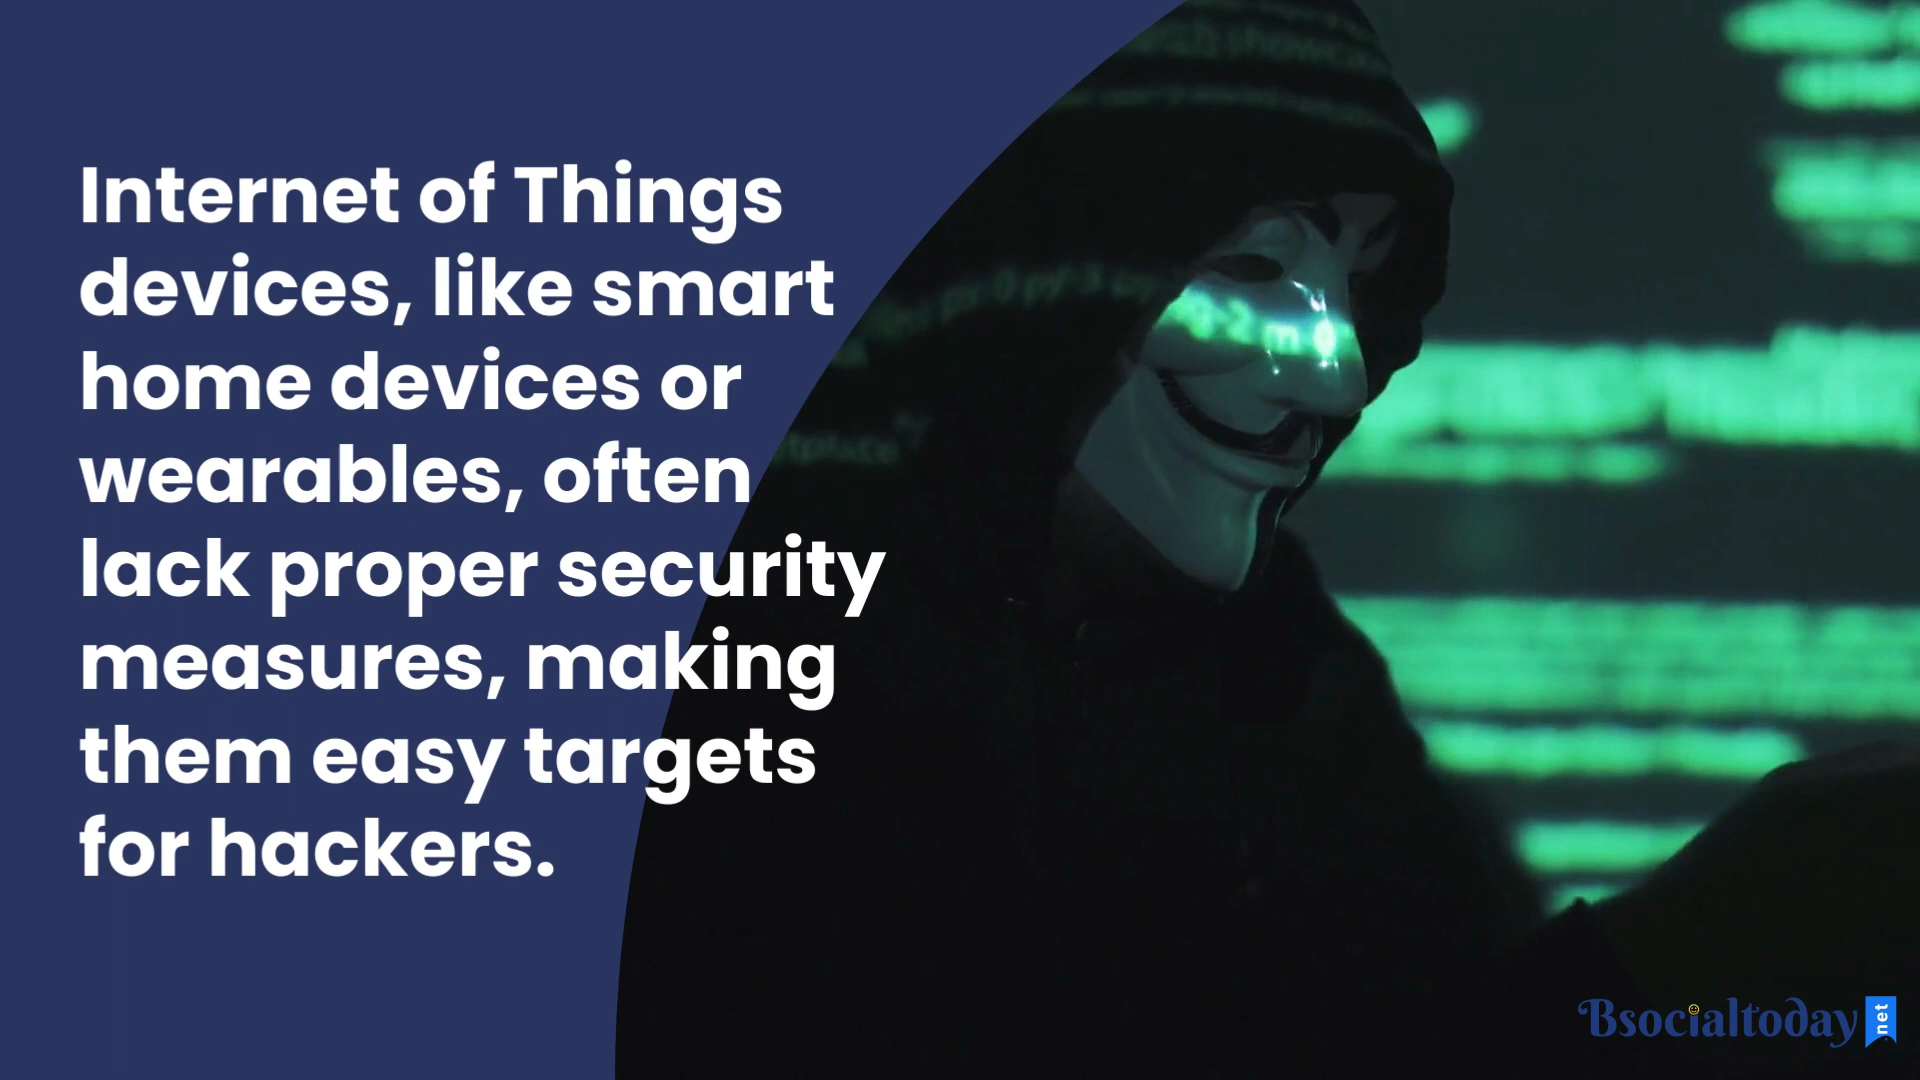 Internet of Things
devices, like smart
home devices or
wearables, often
lack proper security
measures, making
them easy targets
for hackers.
Bsocialtoday
.net